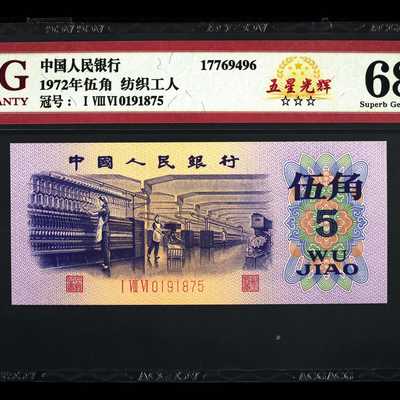 G
ANTY
中国人民银行
1972年伍角 纺织工人
冠号: I VIII VI 0191875
17769496
五星光辉
☆☆☆
68
Superb Ge
中國人民銀行
伍角
5
WU
JIAO
I VIII VI 0191875